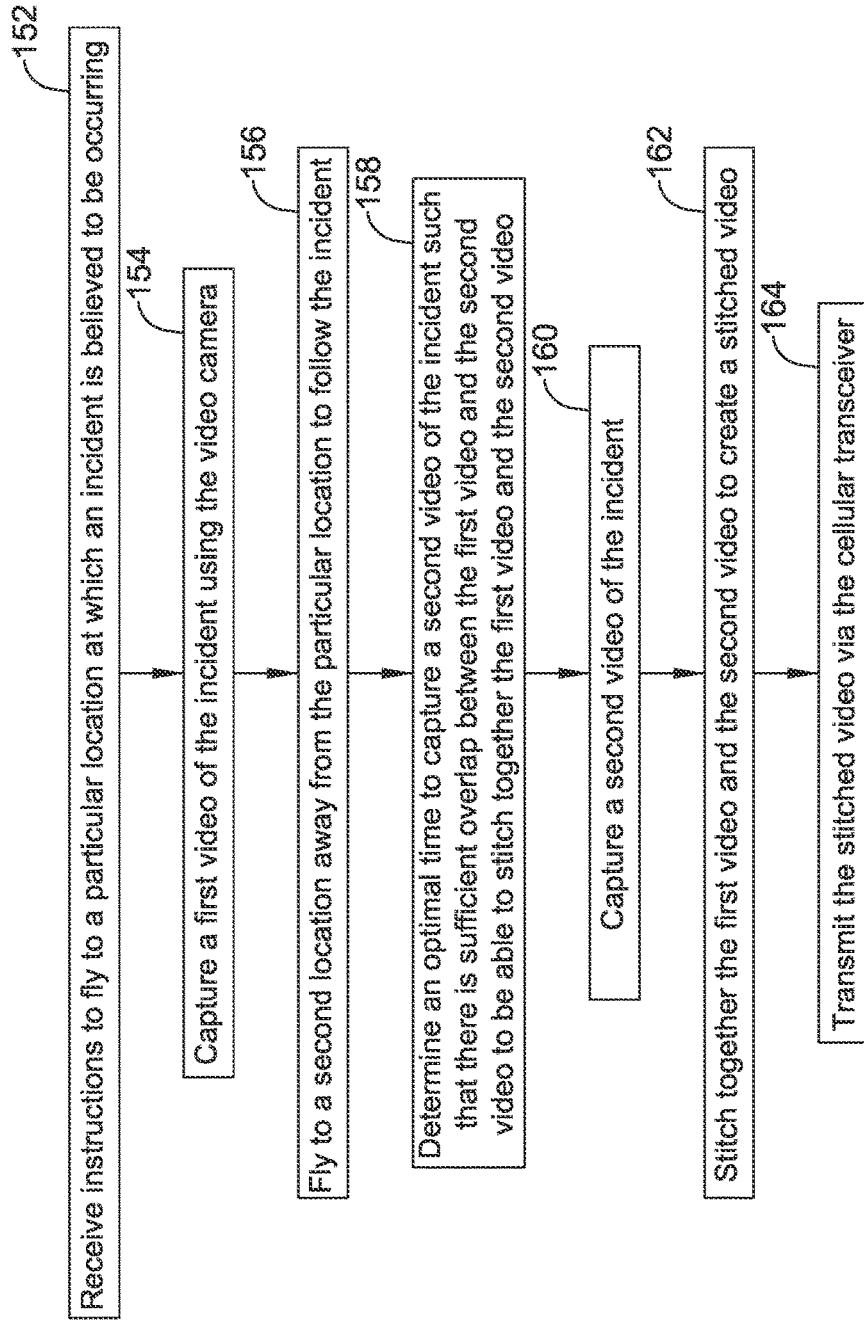 152
Receive instructions to fly to a particular location at which an incident is believed to be occurring
154
Capture a first video of the incident using the video camera
156
Fly to a second location away from the particular location to follow the incident
158
Determine an optimal time to capture a second video of the incident such
that there is sufficient overlap between the first video and the second
video to be able to stitch together the first video and the second video
160
Capture a second video of the incident
162
Stitch together the first video and the second video to create a stitched video
164
Transmit the stitched video via the cellular transceiver